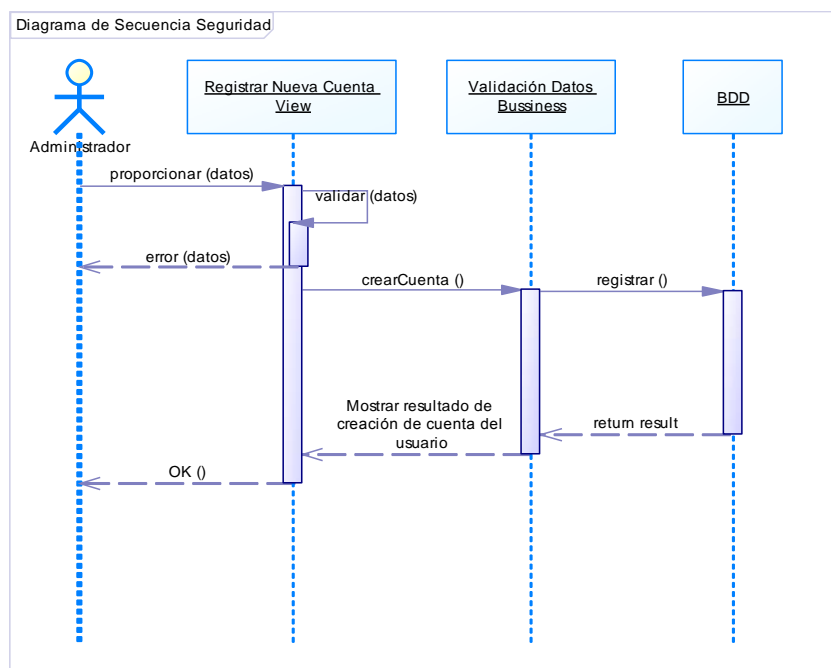 Diagrama de Secuencia Seguridad
Registrar Nueva Cuenta
View
Validación Datos
Bussiness
BDD
Administrador
proporcionar (datos)
validar (datos)
error (datos)
crearCuenta ()
registrar ()
Mostrar resultado de
creación de cuenta del
usuario
return result
OK ()